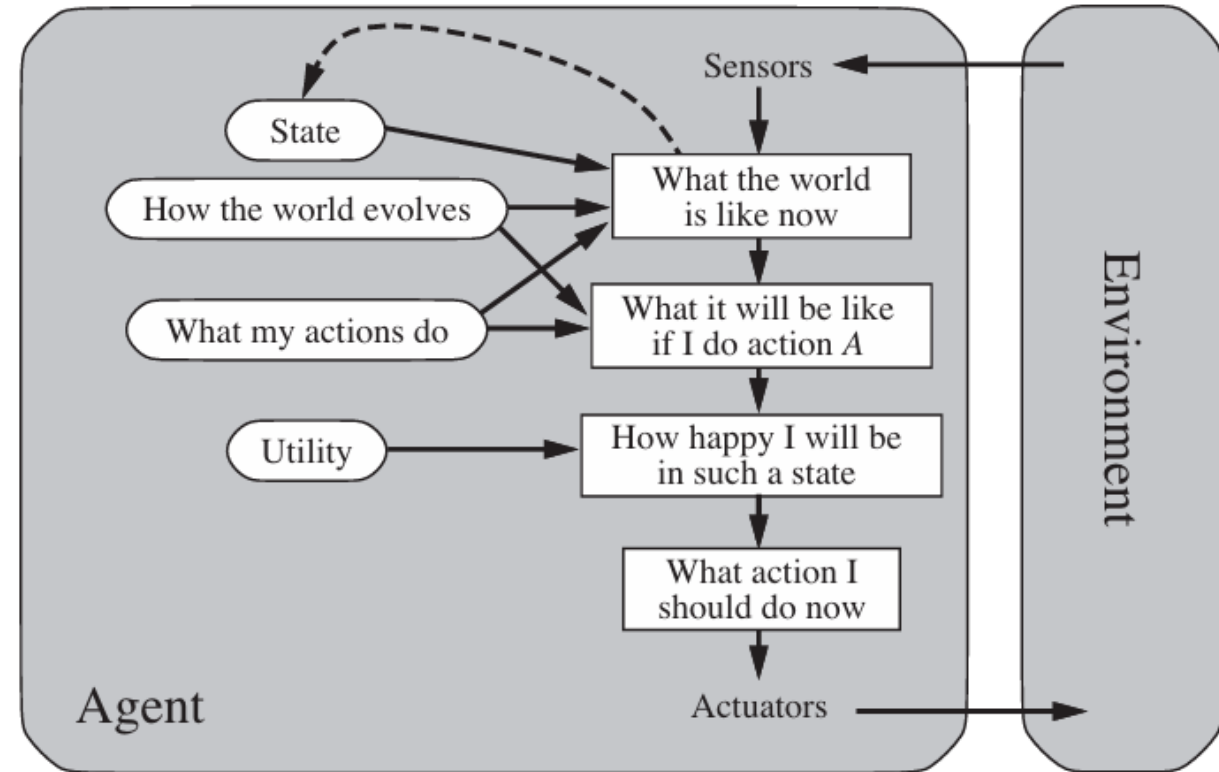 Sensors
State
What the world
is like now
How the world evolves
What it will be like
if I do action A
What my actions do
How happy I will be
in such a state
Utility
What action I
should do now
Actuators
Agent
Environment